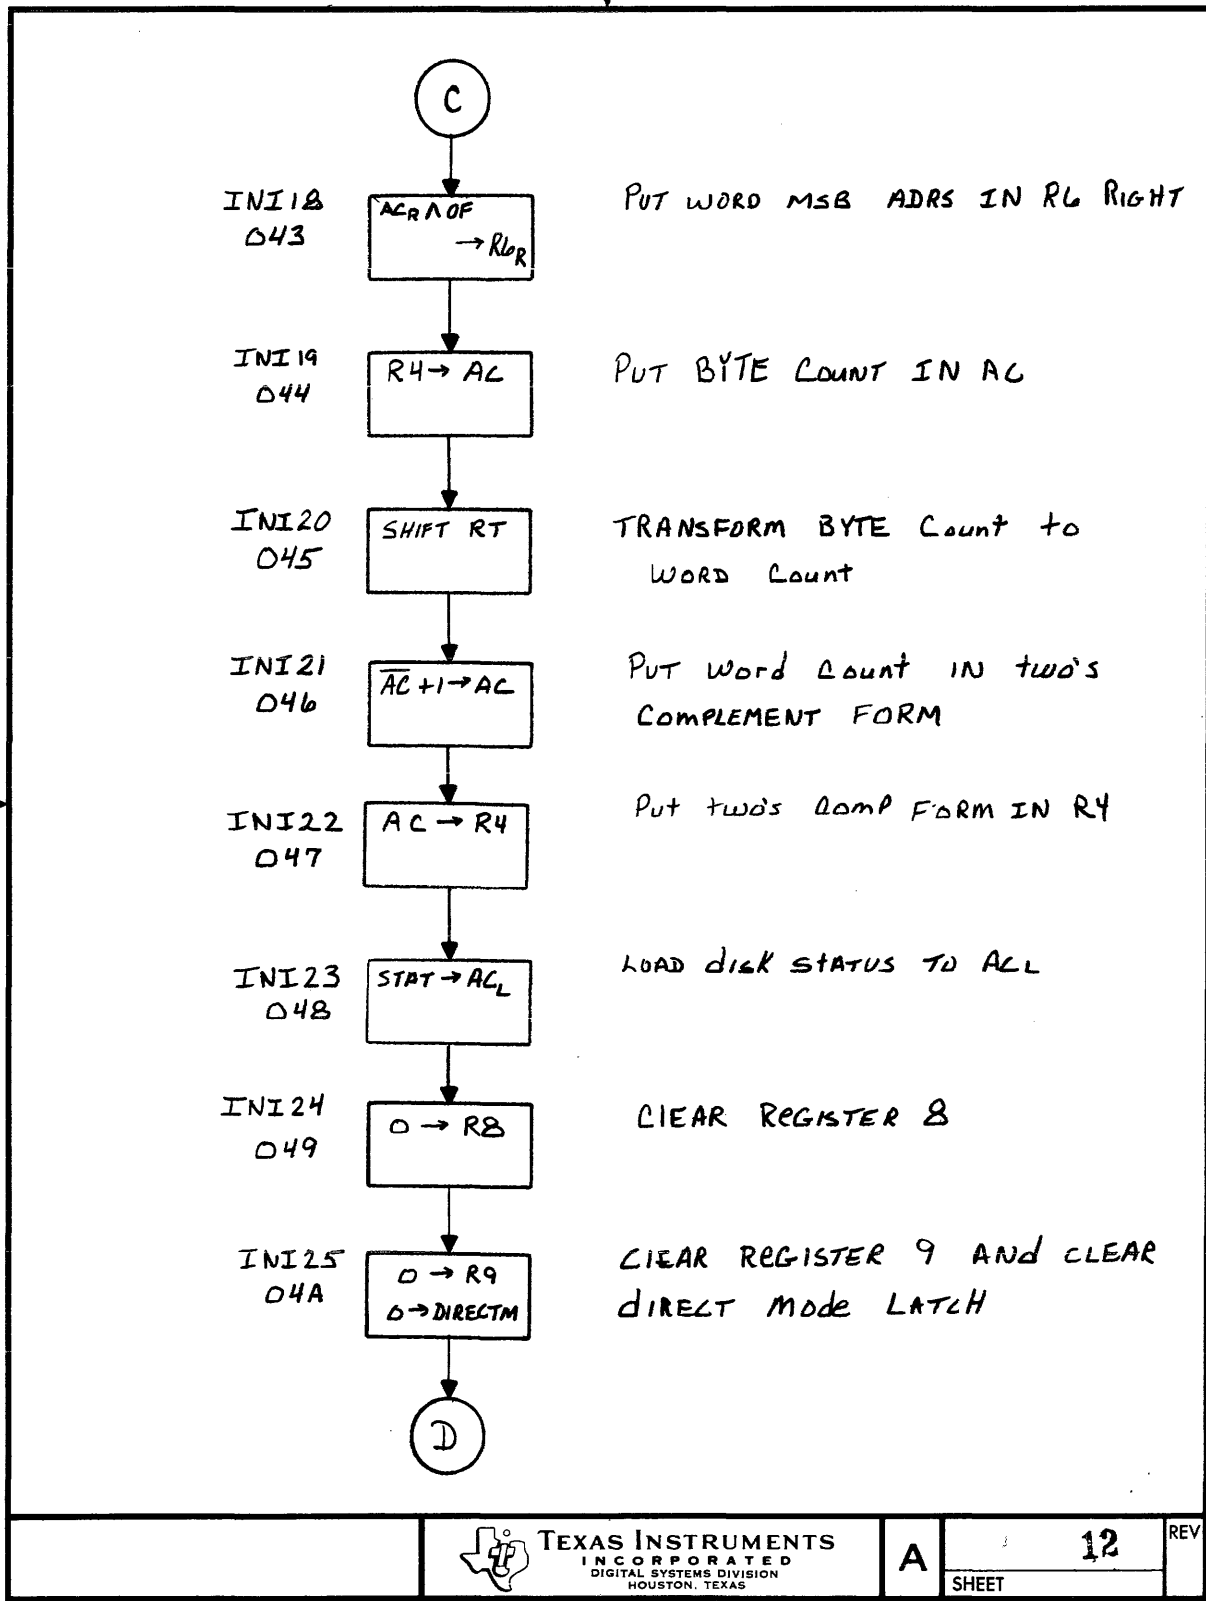 C
INI18
043
ACR ∧ 0F
→ R6R
PUT WORD MSB ADRS IN R6 RIGHT
INI19
044
R4 → AC
PUT BYTE COUNT IN AC
INI20
045
SHIFT RT
TRANSFORM BYTE Count to
WORD Count
INI21
046
A̅C̅ +1 → AC
PUT Word Count IN two's
COMPLEMENT FORM
INI22
047
AC → R4
Put two's Comp FORM IN R4
INI23
048
STAT → ACL
LOAD disk STATUS TO ACL
INI24
049
0 → R8
ClEAR REGISTER 8
INI25
04A
0 → R9
0 → DIRECTM
ClEAR REGISTER 9 ANd CLEAR
dIRECT Mode LATCH
D
TEXAS INSTRUMENTS
INCORPORATED
DIGITAL SYSTEMS DIVISION
HOUSTON, TEXAS
A
12
SHEET
REV